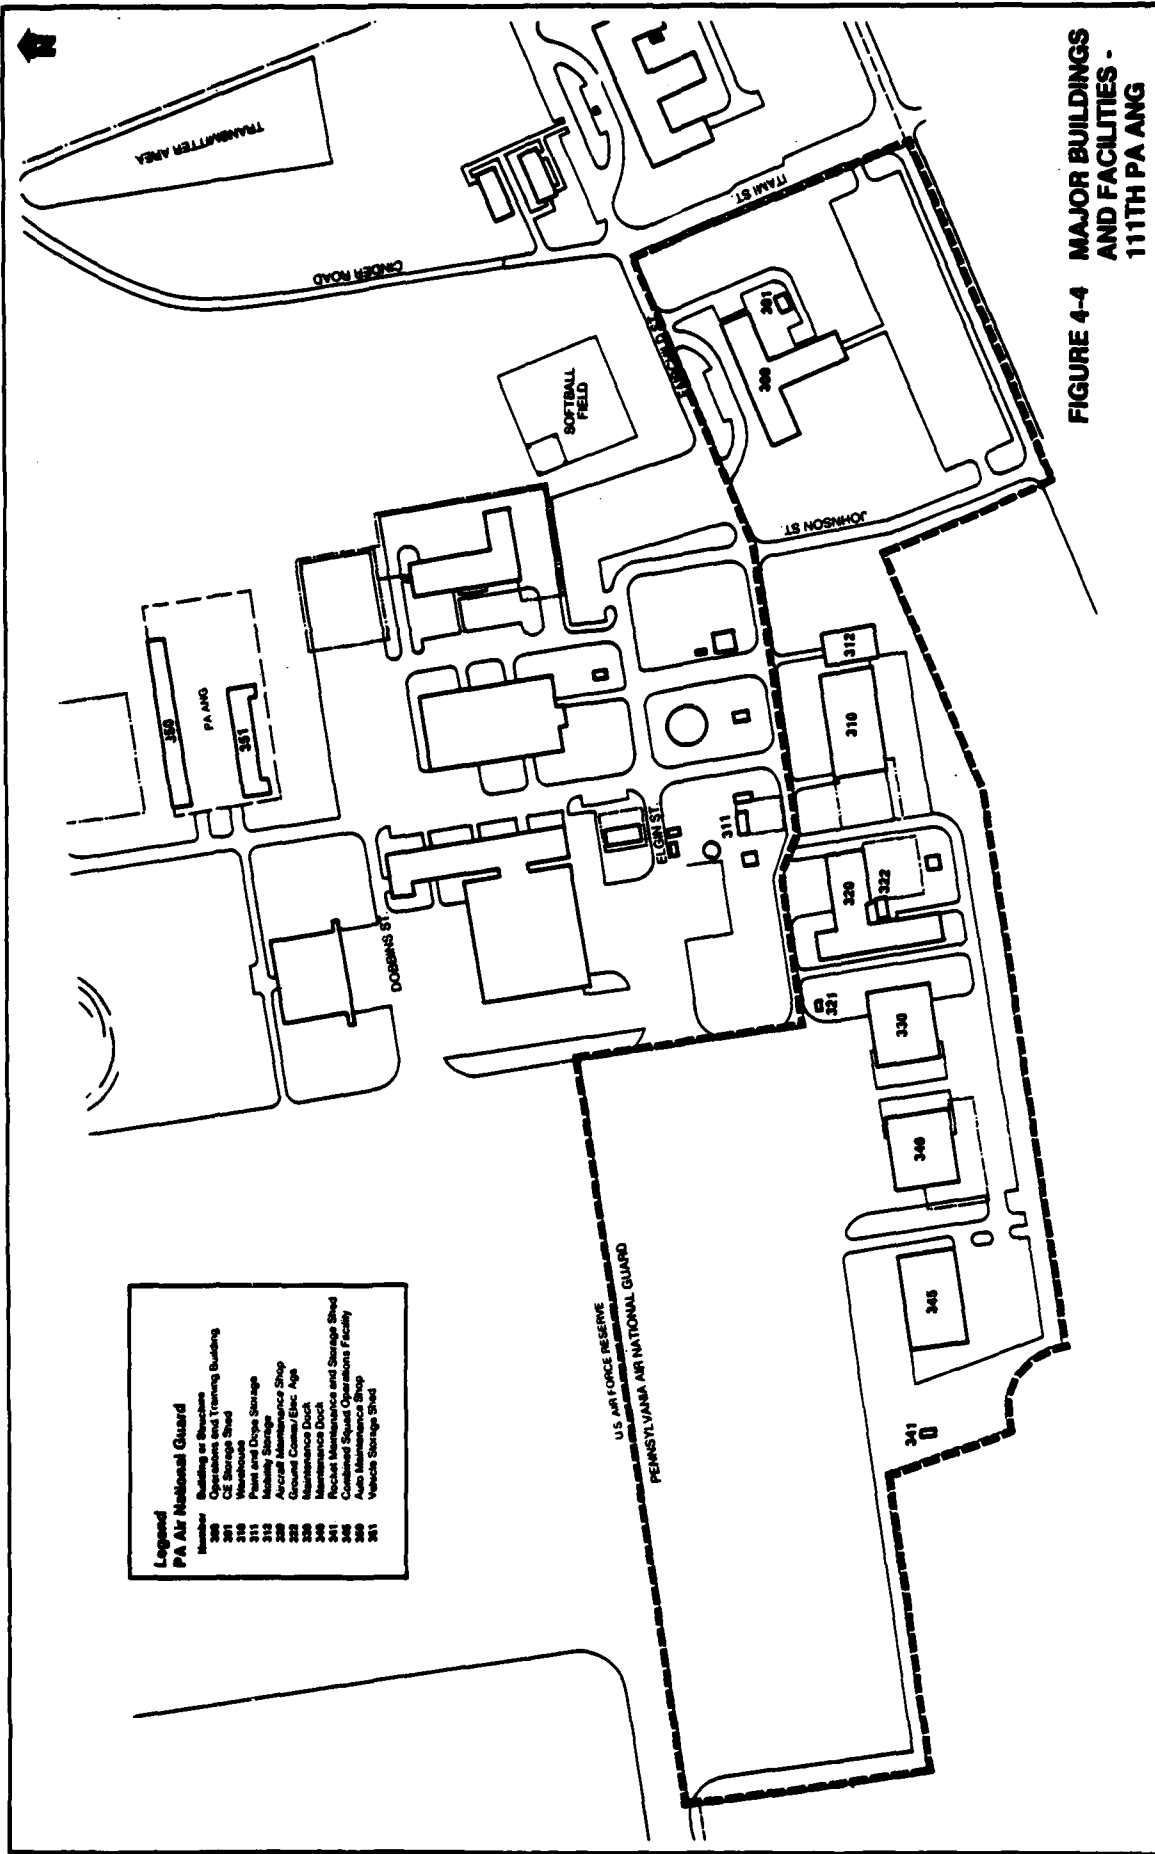 N
TRANSMITTER AREA
CINDER ROAD
ITAMI ST.
FAIRCHILD ST.
SOFTBALL
FIELD
JOHNSON ST.
300
301
350
PA ANG
351
312
310
311
ELGIN ST.
DOBBINS ST.
320
322
321
330
340
345
341
U.S. AIR FORCE RESERVE
PENNSYLVANIA AIR NATIONAL GUARD
Legend
PA Air National Guard
Number Building or Structure
300 Operations and Training Building
301 CE Storage Shed
310 Warehouse
311 Paint and Dope Storage
312 Mobility Storage
320 Aircraft Maintenance Shop
322 Ground Comm/Elec. Age
330 Maintenance Dock
340 Maintenance Dock
341 Rocket Maintenance and Storage Shed
345 Combined Squad Operations Facility
350 Auto Maintenance Shop
351 Vehicle Storage Shed
FIGURE 4-4 MAJOR BUILDINGS
AND FACILITIES -
111TH PA ANG